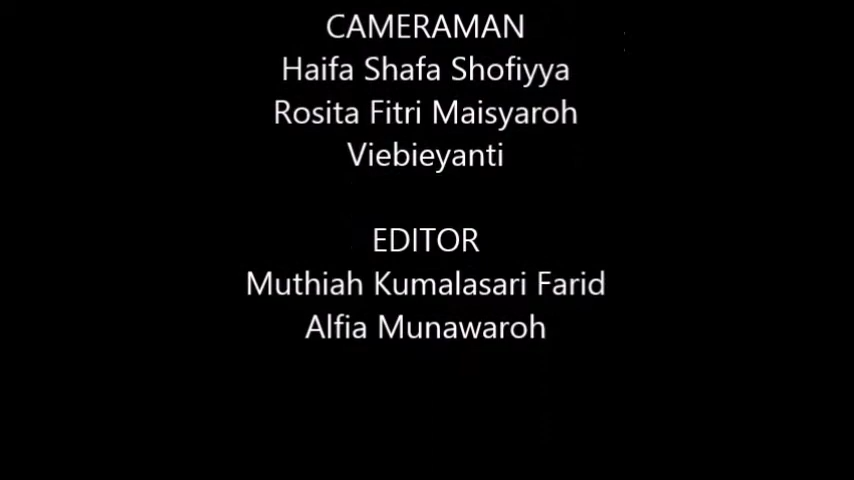 CAMERAMAN
Haifa Shafa Shofiyya
Rosita Fitri Maisyaroh
Viebieyanti
EDITOR
Muthiah Kumalasari Farid
Alfia Munawaroh